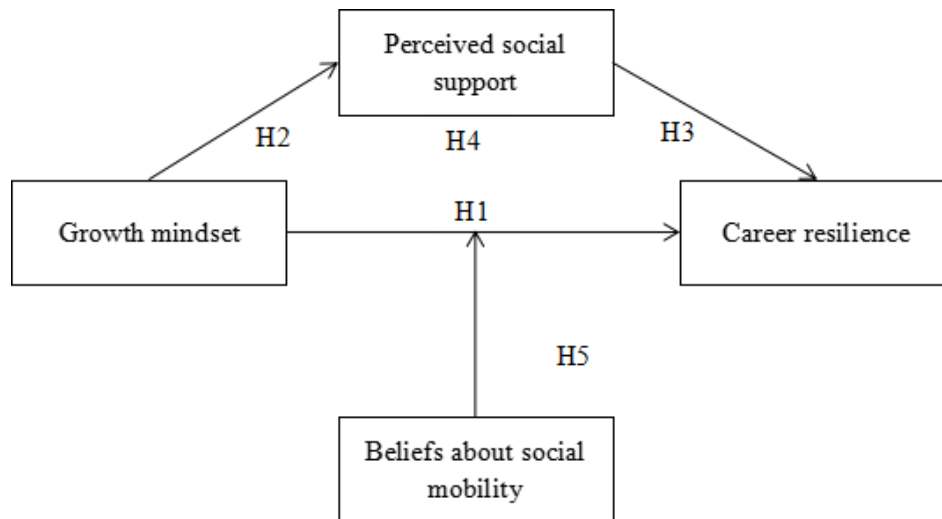 Perceived social
support
H2
H4
H3
Growth mindset
H1
Career resilience
H5
Beliefs about social
mobility